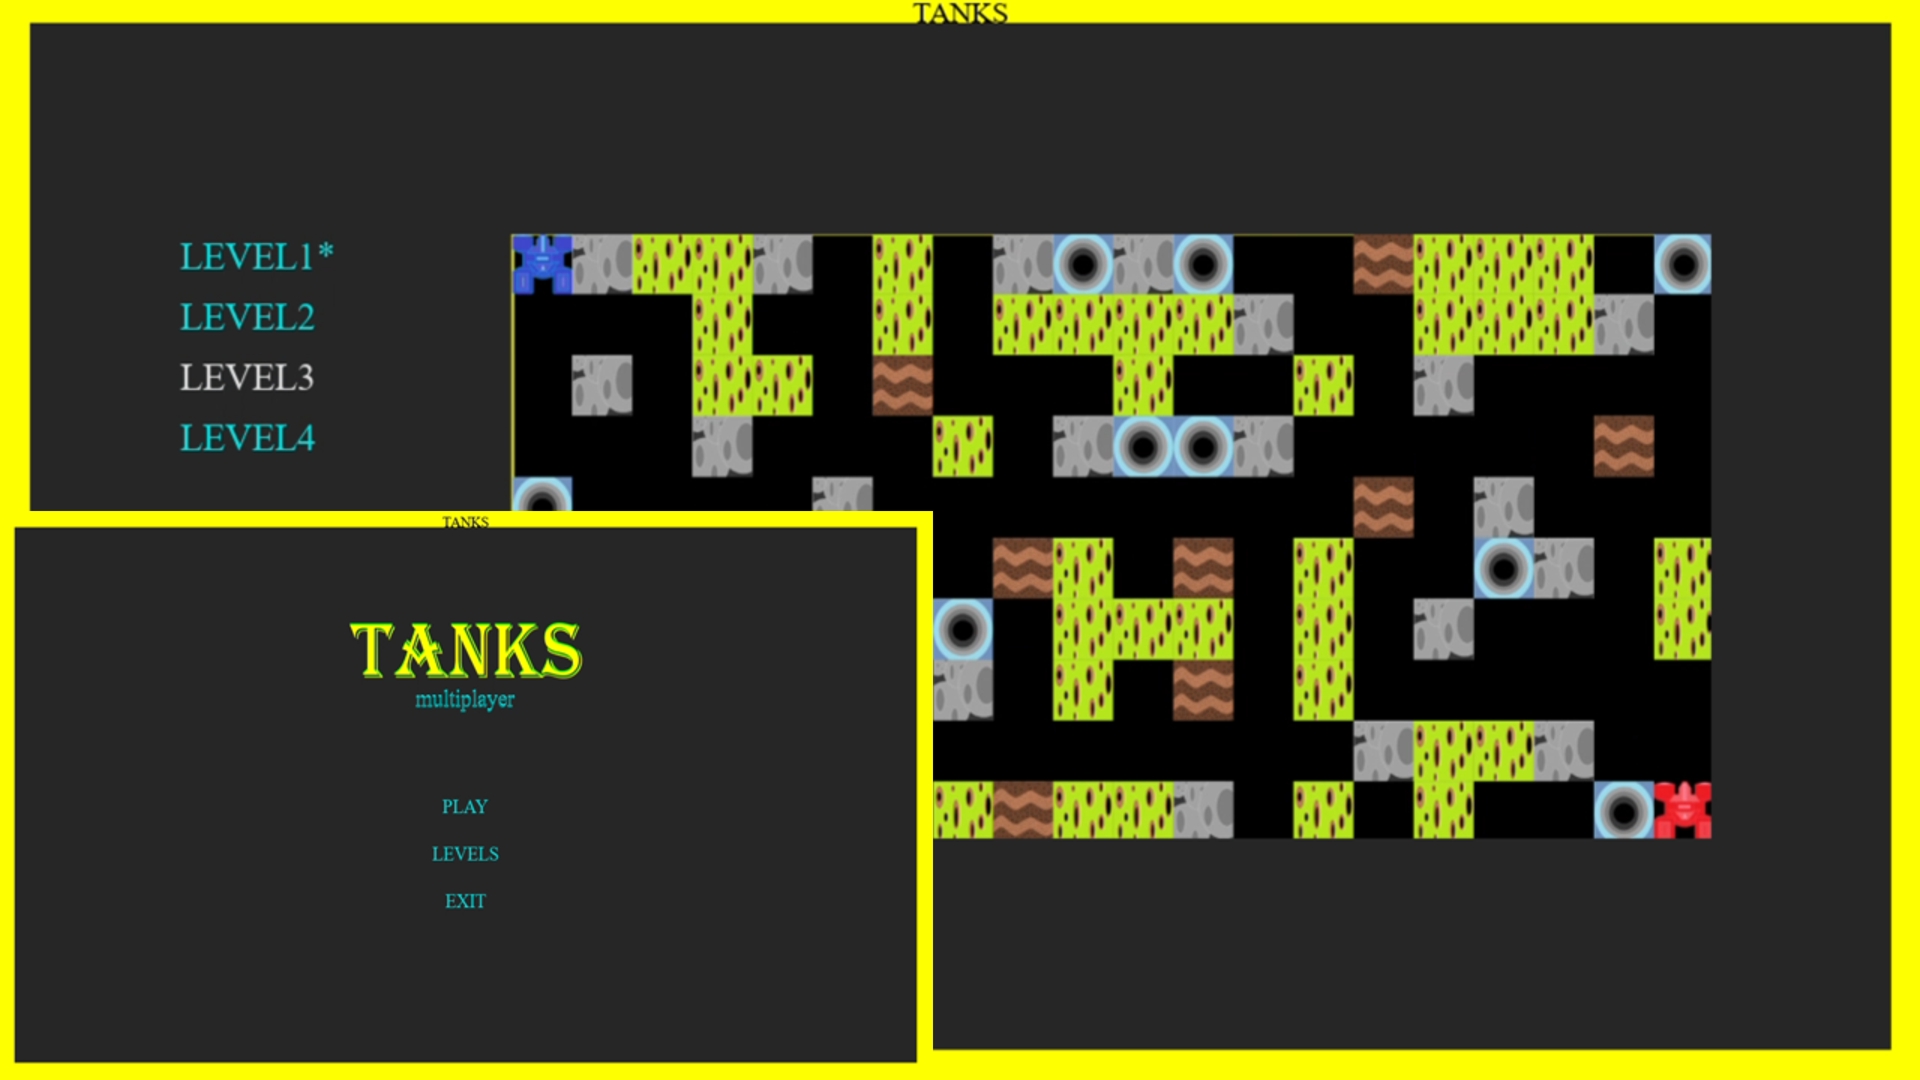 TANKS
LEVEL1*
LEVEL2
LEVEL3
LEVEL4
TANKS
TANKS
multiplayer
PLAY
LEVELS
EXIT